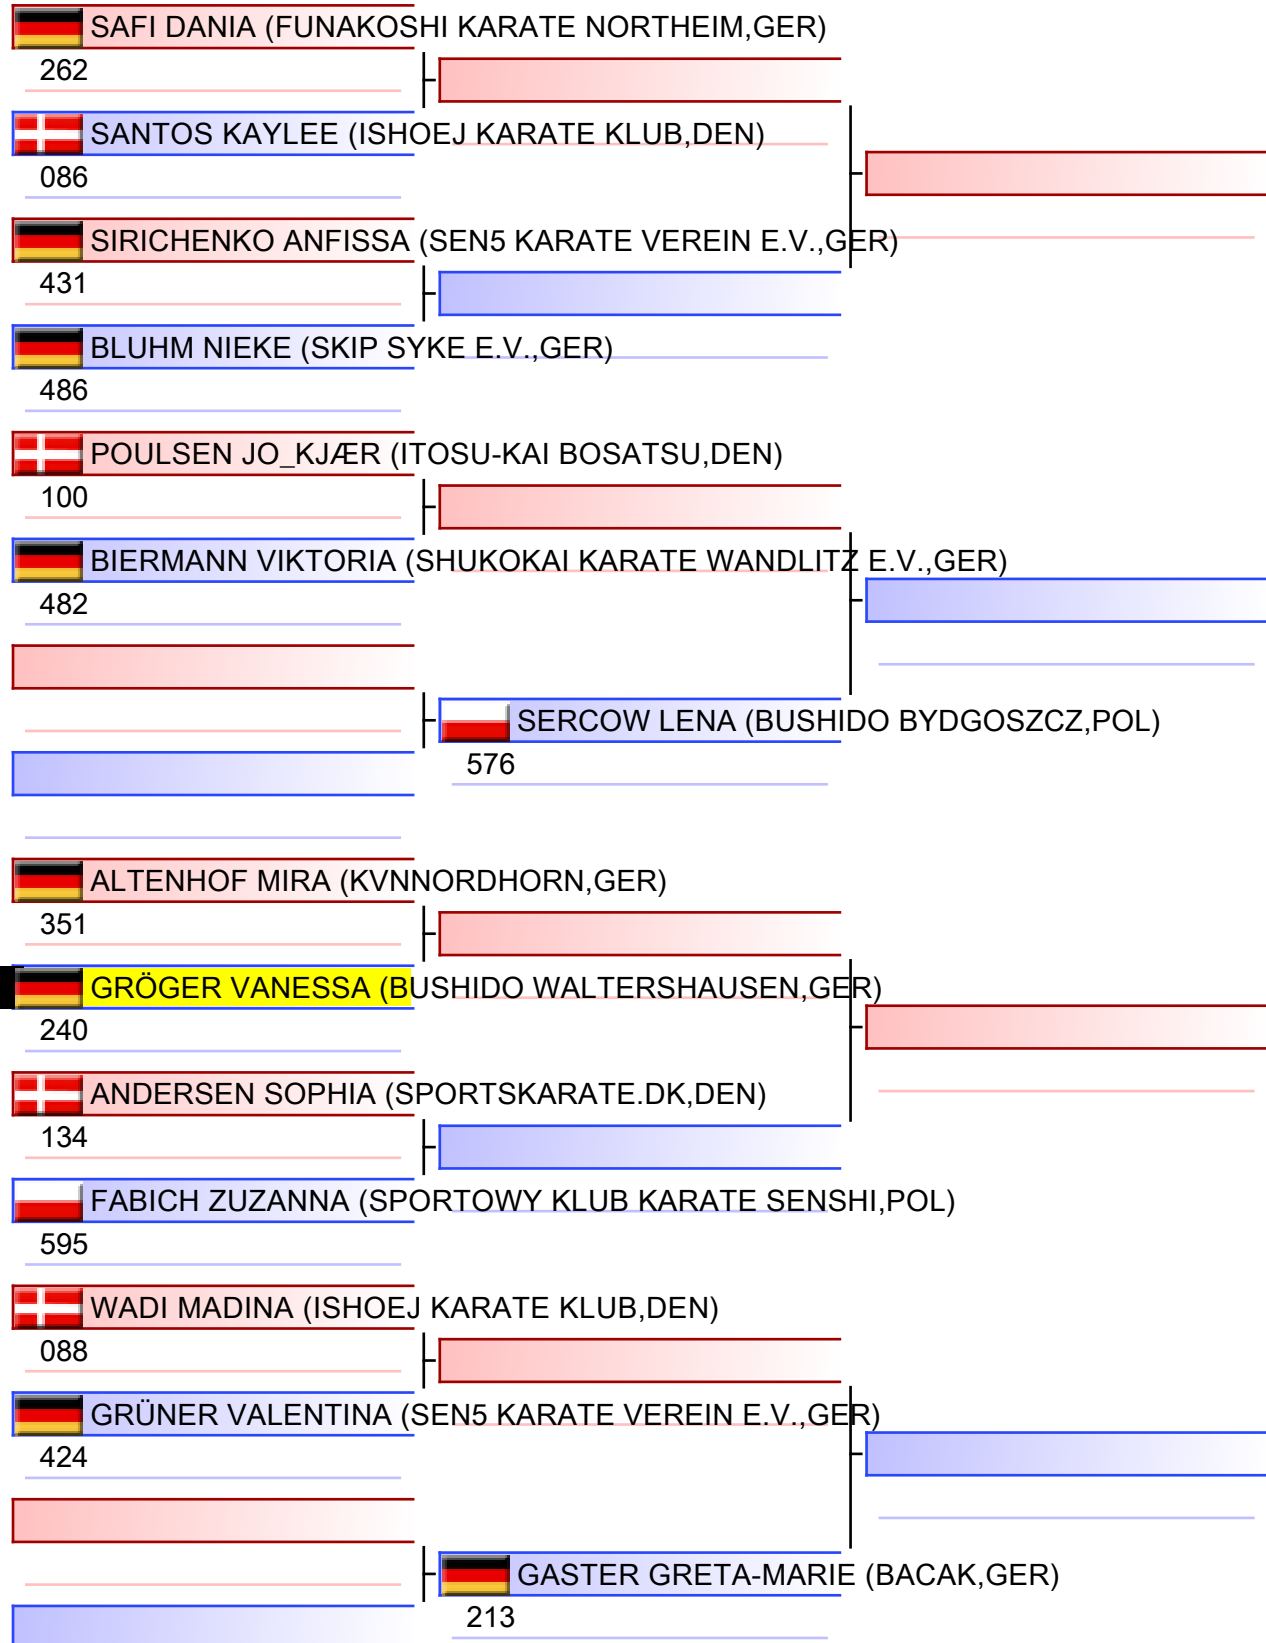 SAFI DANIA (FUNAKOSHI KARATE NORTHEIM,GER)
262
SANTOS KAYLEE (ISHOEJ KARATE KLUB,DEN)
086
SIRICHENKO ANFISSA (SEN5 KARATE VEREIN E.V.,GER)
431
BLUHM NIEKE (SKIP SYKE E.V.,GER)
486
POULSEN JO_KJÆR (ITOSU-KAI BOSATSU,DEN)
100
BIERMANN VIKTORIA (SHUKOKAI KARATE WANDLITZ E.V.,GER)
482
SERCOW LENA (BUSHIDO BYDGOSZCZ,POL)
576
ALTENHOF MIRA (KVNNORDHORN,GER)
351
GRÖGER VANESSA (BUSHIDO WALTERSHAUSEN,GER)
240
ANDERSEN SOPHIA (SPORTSKARATE.DK,DEN)
134
FABICH ZUZANNA (SPORTOWY KLUB KARATE SENSHI,POL)
595
WADI MADINA (ISHOEJ KARATE KLUB,DEN)
088
GRÜNER VALENTINA (SEN5 KARATE VEREIN E.V.,GER)
424
GASTER GRETA-MARIE (BACAK,GER)
213